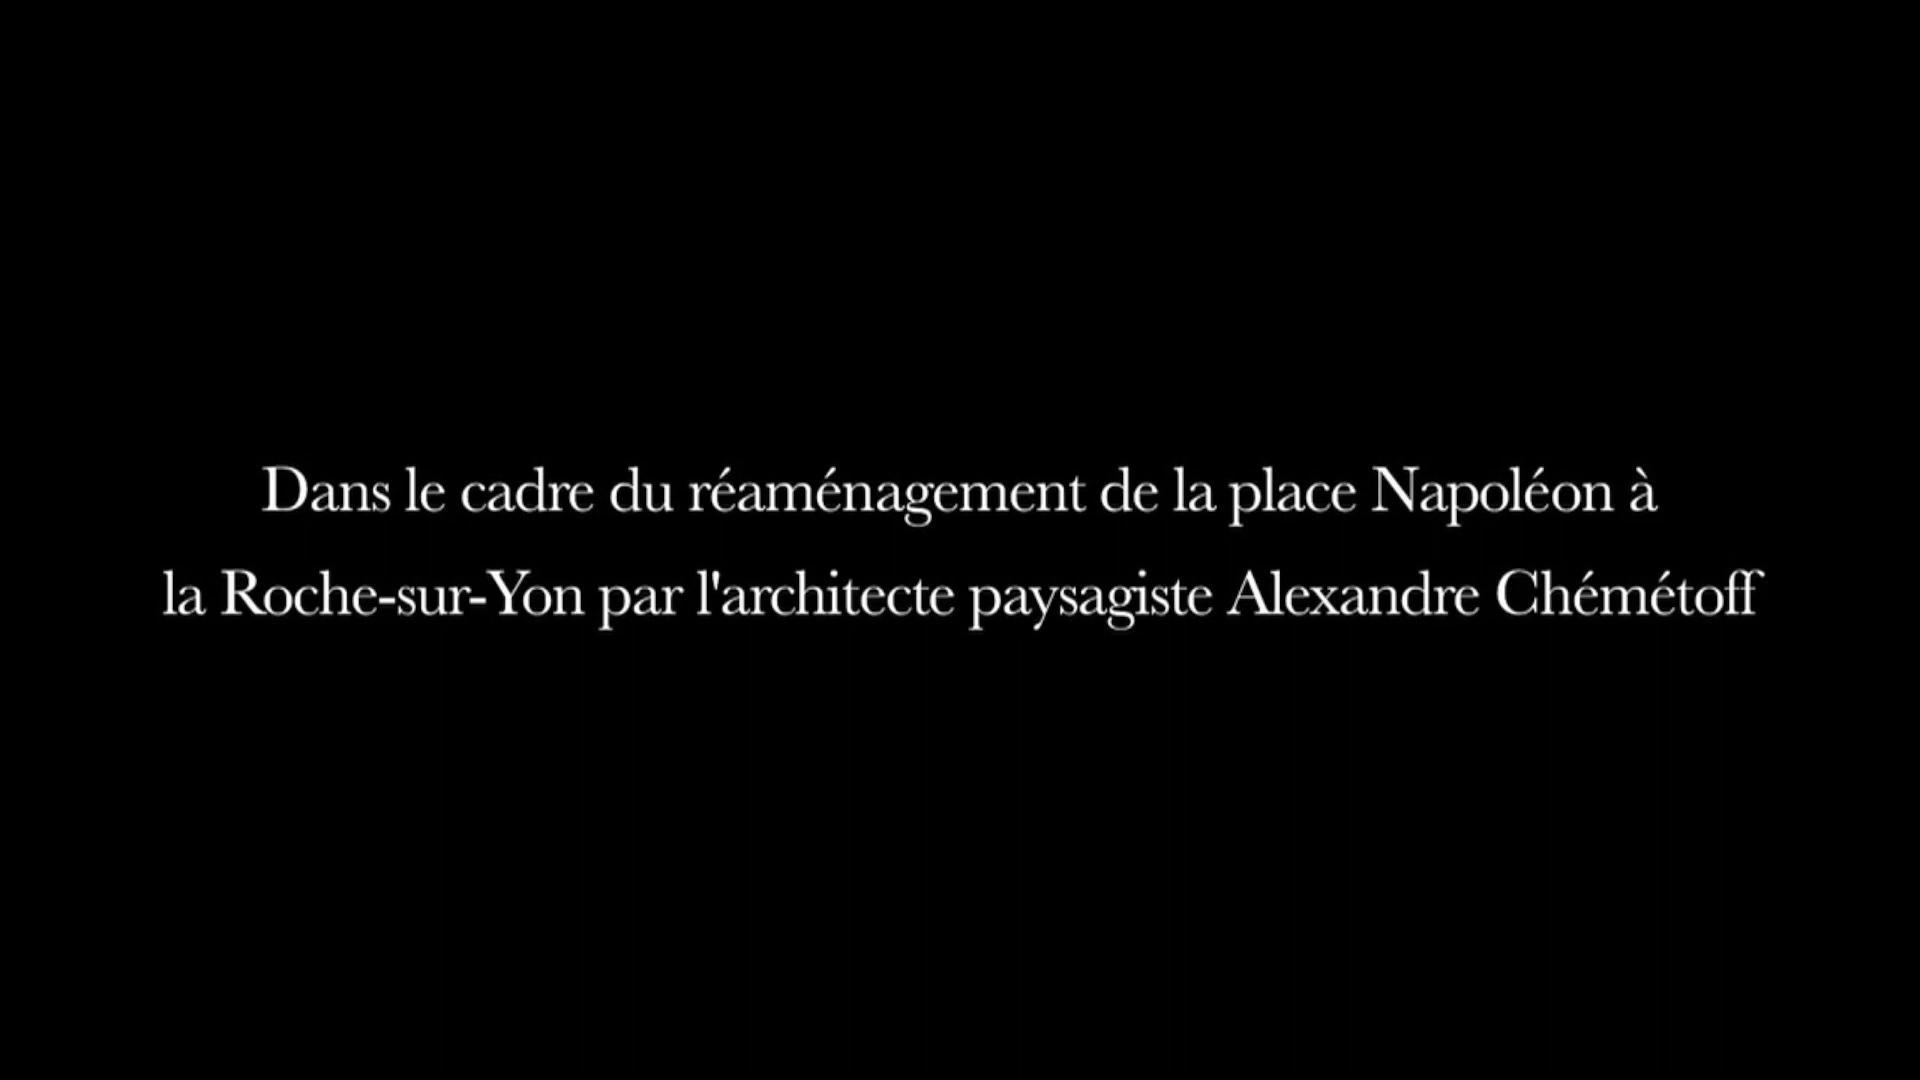 Dans le cadre du réaménagement de la place Napoléon à
la Roche-sur-Yon par l'architecte paysagiste Alexandre Chémétoff